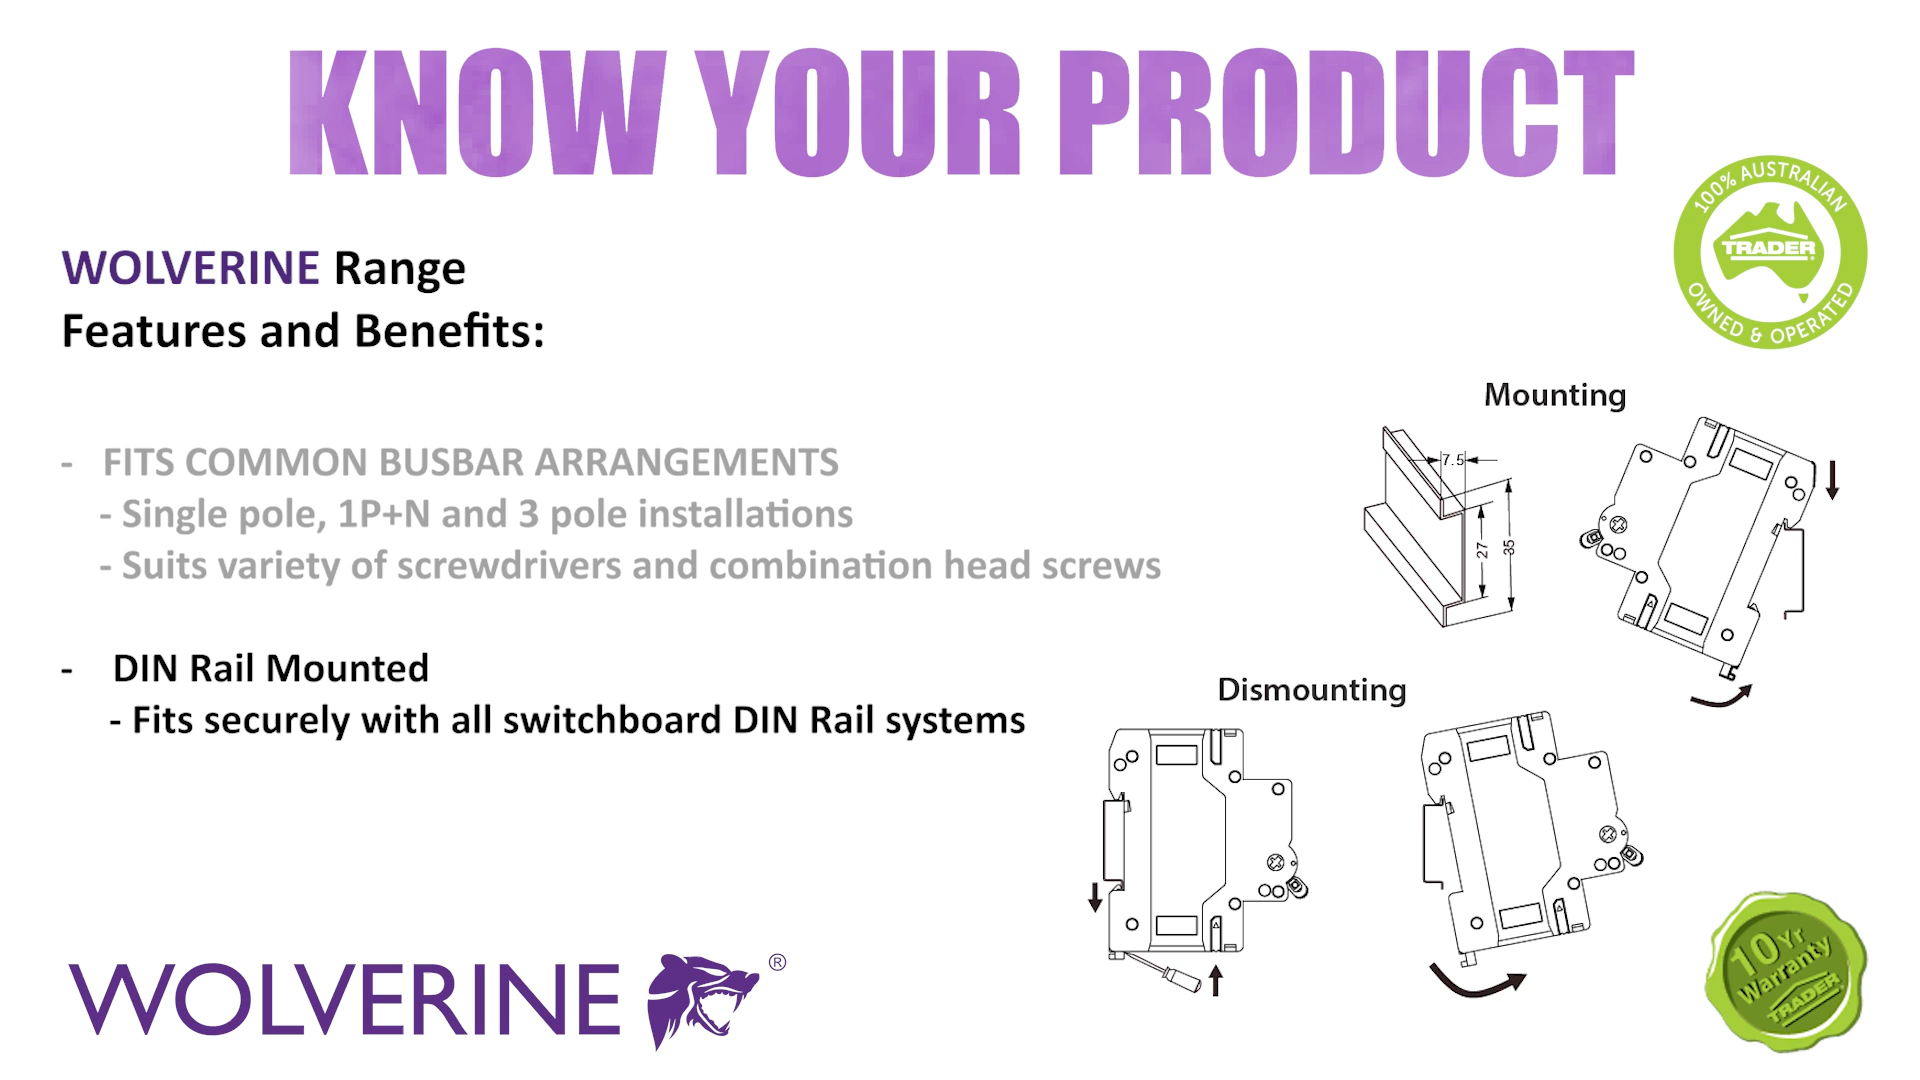 KNOW YOUR PRODUCT
100% AUSTRALIAN
TRADER
OWNED & OPERATED
WOLVERINE Range
Features and Benefits:
- FITS COMMON BUSBAR ARRANGEMENTS
- Single pole, 1P+N and 3 pole installations
- Suits variety of screwdrivers and combination head screws
- DIN Rail Mounted
- Fits securely with all switchboard DIN Rail systems
Mounting
7.5
27
35
Dismounting
WOLVERINE ®
10 Yr
Warranty
TRADER